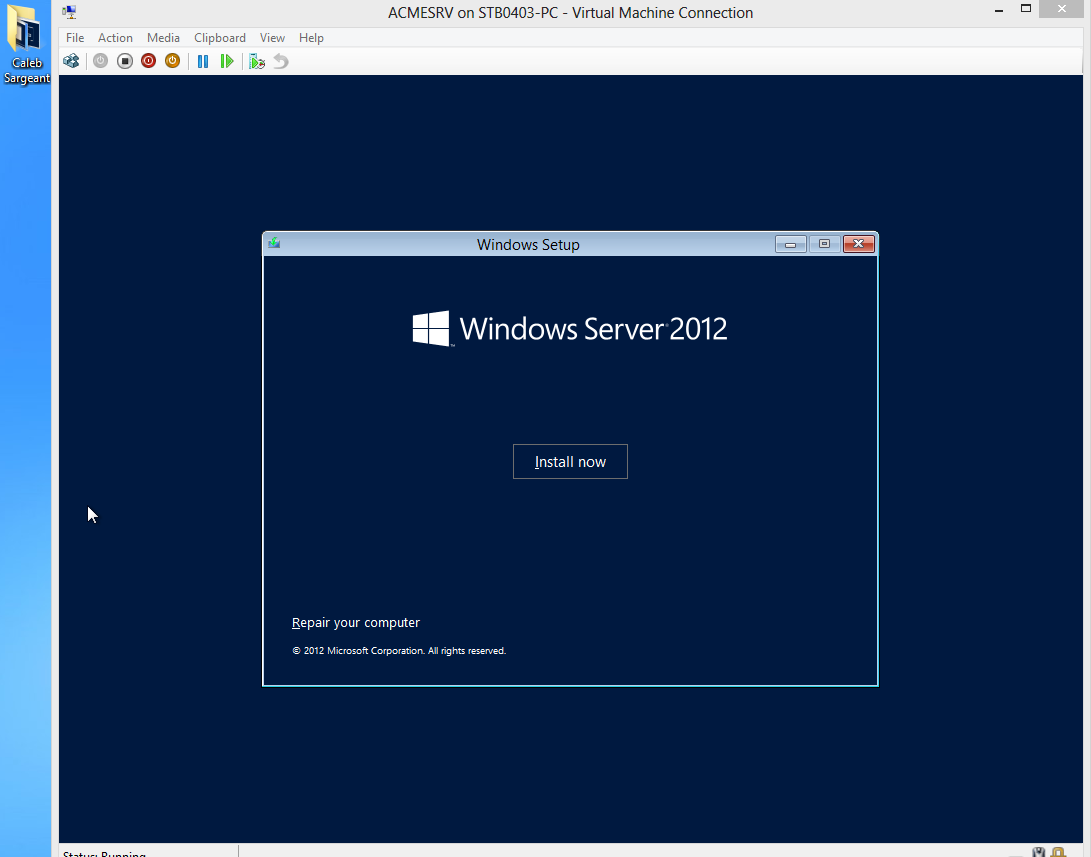 ACMESRV on STB0403-PC - Virtual Machine Connection
File Action Media Clipboard View Help
Caleb
Sargeant
Windows Setup
Windows Server 2012
Install now
Repair your computer
© 2012 Microsoft Corporation. All rights reserved.
Status: Running